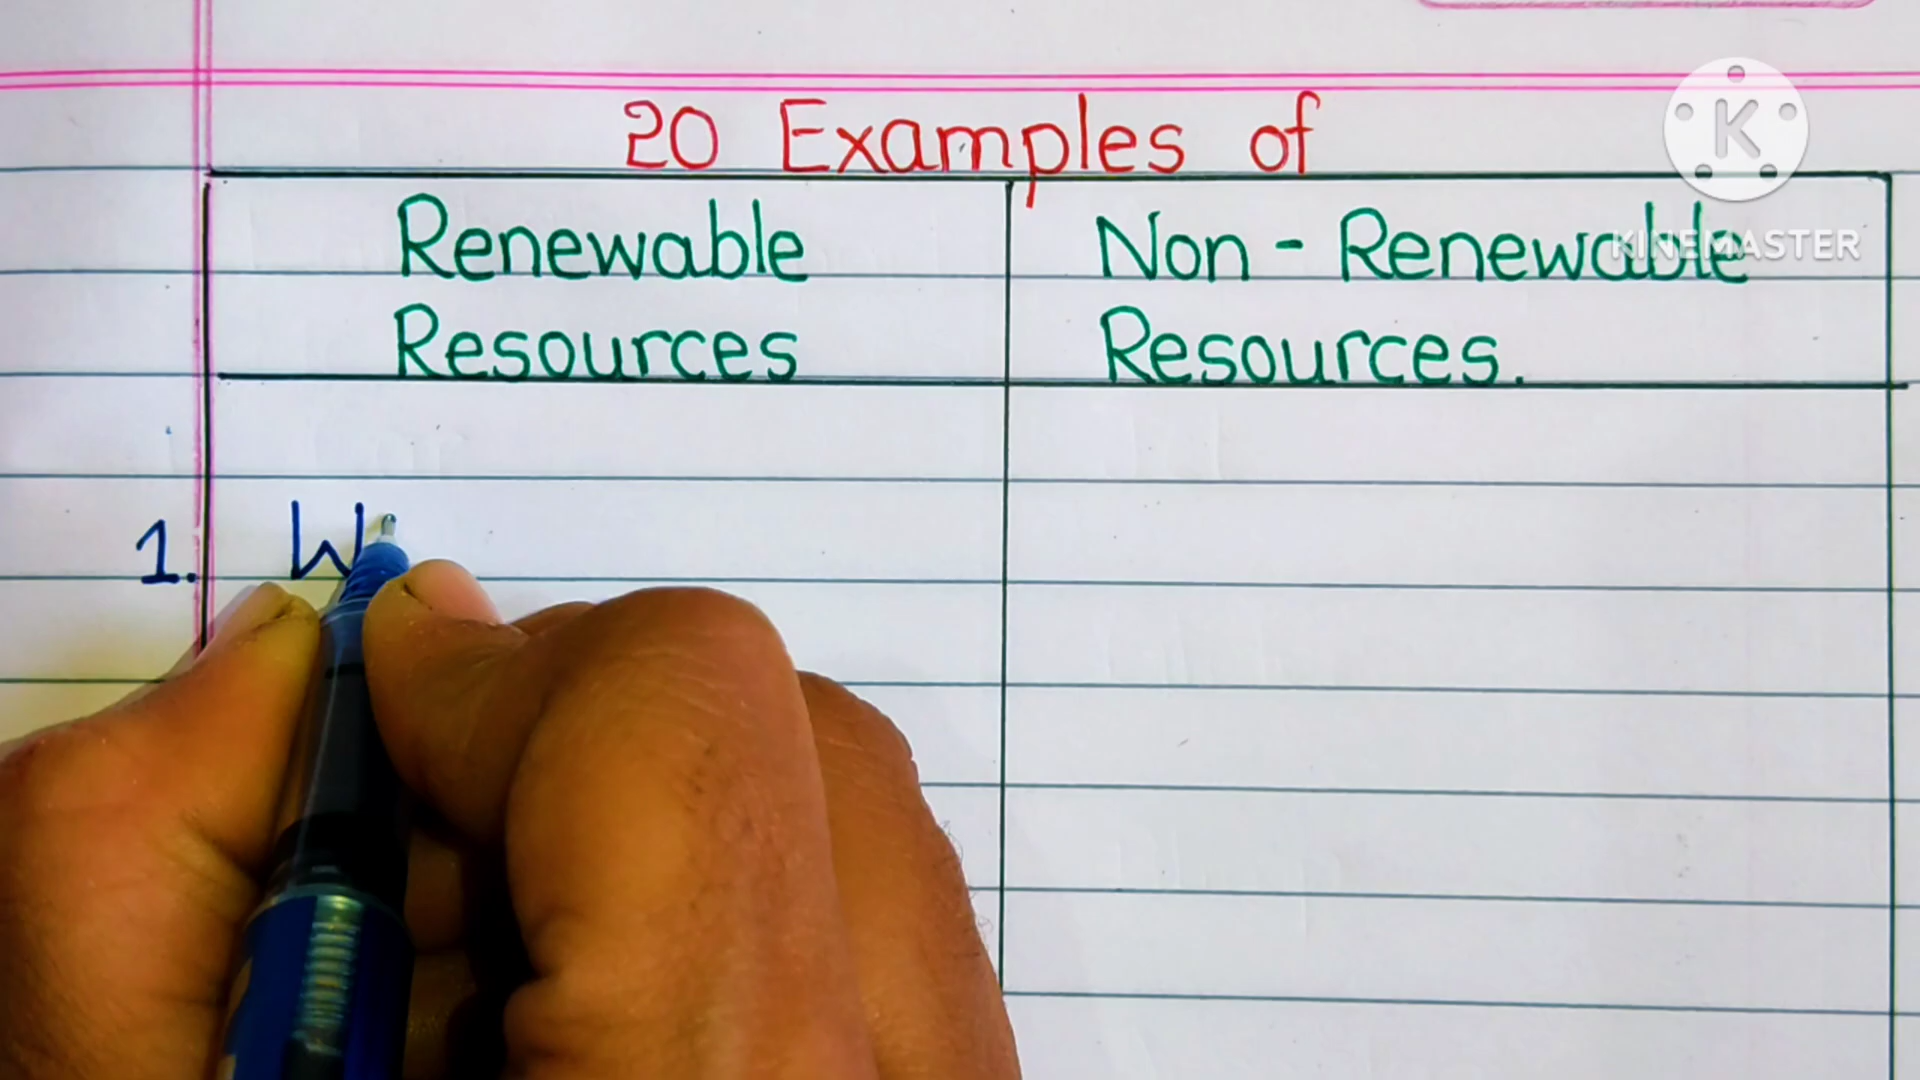 20 Examples of
Renewable
Resources
Non - Renewable
Resources.
1. W
K
KINEMASTER